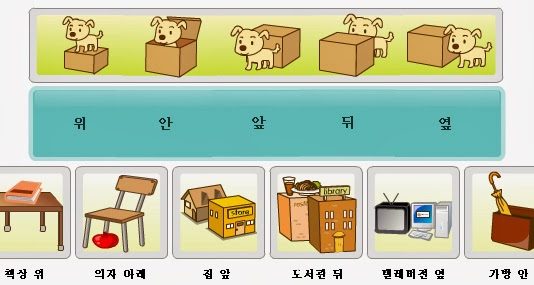 위 안 앞 뒤 옆
library
책상 위 의자 아래 집 앞 도서관 뒤 텔레비전 옆 가방 안